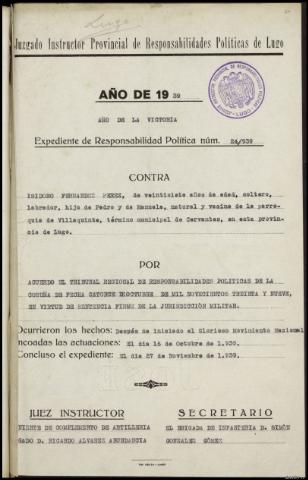 Lugo
Juzgado Instructor Provincial de Responsabilidades Políticas de Lugo
AÑO DE 19 39
AÑO DE LA VICTORIA
Expediente de Responsabilidad Política núm. 24/939
CONTRA
ISIDORO FERNANDEZ PEREZ, de veintisiete años de edad, soltero,
labrador, hijo de Pedro y de Manuela, natural y vecino de la parro-
quia de Villaquinte, término municipal de Cervantes, en esta provin-
cia de Lugo.
POR
ACUERDO EL TRIBUNAL REGIONAL DE RESPONSABILIDADES POLITICAS DE LA
CORUÑA DE FECHA CATORCE DE OCTUBRE DE MIL NOVECIENTOS TREINTA Y NUEVE,
EN VIRTUD DE SENTENCIA FIRME DE LA JURISDICCIÓN MILITAR.
Ocurrieron los hechos: Después de iniciado el Glorioso Movimiento Nacional
ncoadas las actuaciones: El día 16 de Octubre de 1.939.
Concluso el expediente: El día 27 de Noviembre de 1.939.
JUEZ INSTRUCTOR
SECRETARIO
NIENTE DE COMPLEMENTO DE ARTILLERIA
EL BRIGADA DE INFANTERIA D. SIMÓN
GADO D. RICARDO ALVAREZ ABUNDANCIA
GONZALEZ GÓMEZ